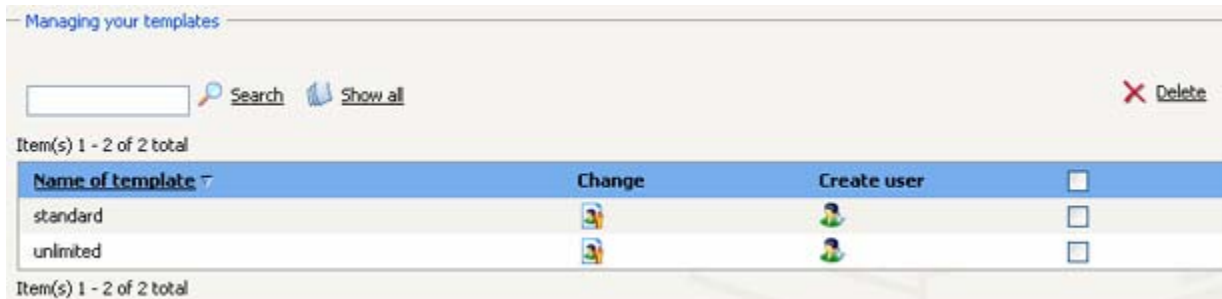 Managing your templates
Search Show all Delete
Item(s) 1 - 2 of 2 total
Name of template Change Create user
standard
unlimited
Item(s) 1 - 2 of 2 total